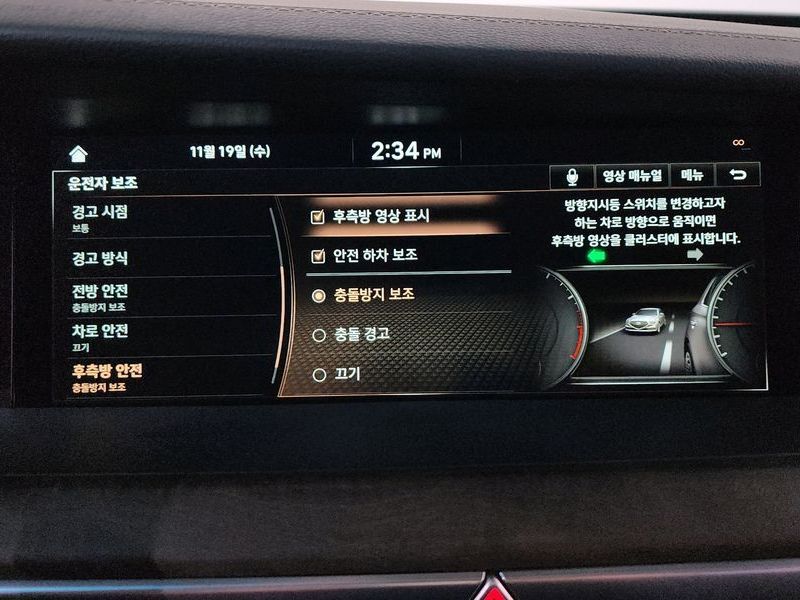 11월 19일 (수)
2:34 PM
운전자 보조
영상 매뉴얼
메뉴
경고 시점
보통
경고 방식
전방 안전
충돌방지 보조
차로 안전
끄기
후측방 안전
충돌방지 보조
후측방 영상 표시
안전 하차 보조
충돌방지 보조
충돌 경고
끄기
방향지시등 스위치를 변경하고자
하는 차로 방향으로 움직이면
후측방 영상을 클러스터에 표시합니다.